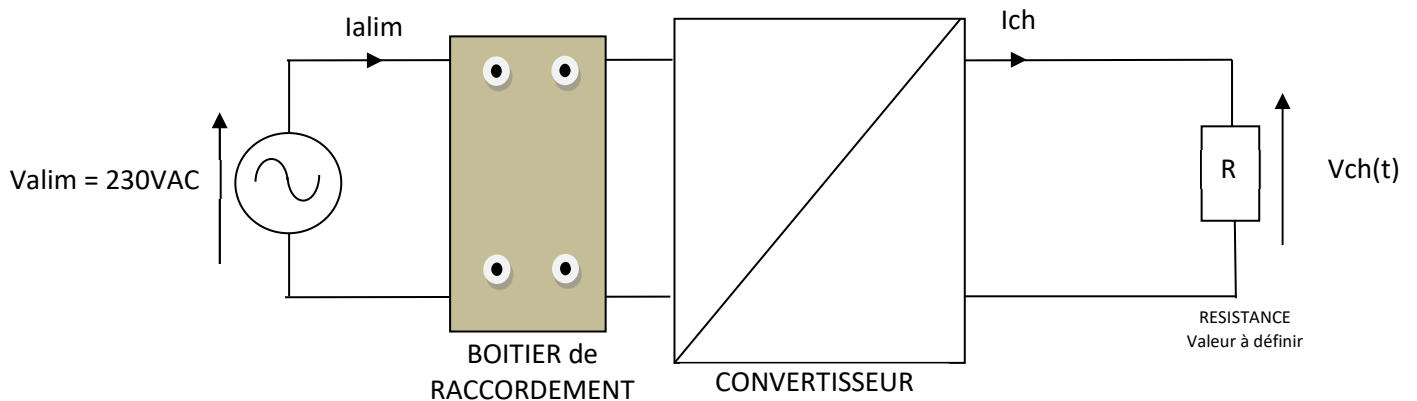 Ialim
Ich
Valim = 230VAC
R
Vch(t)
RESISTANCE
Valeur à définir
BOITIER de
RACCORDEMENT
CONVERTISSEUR